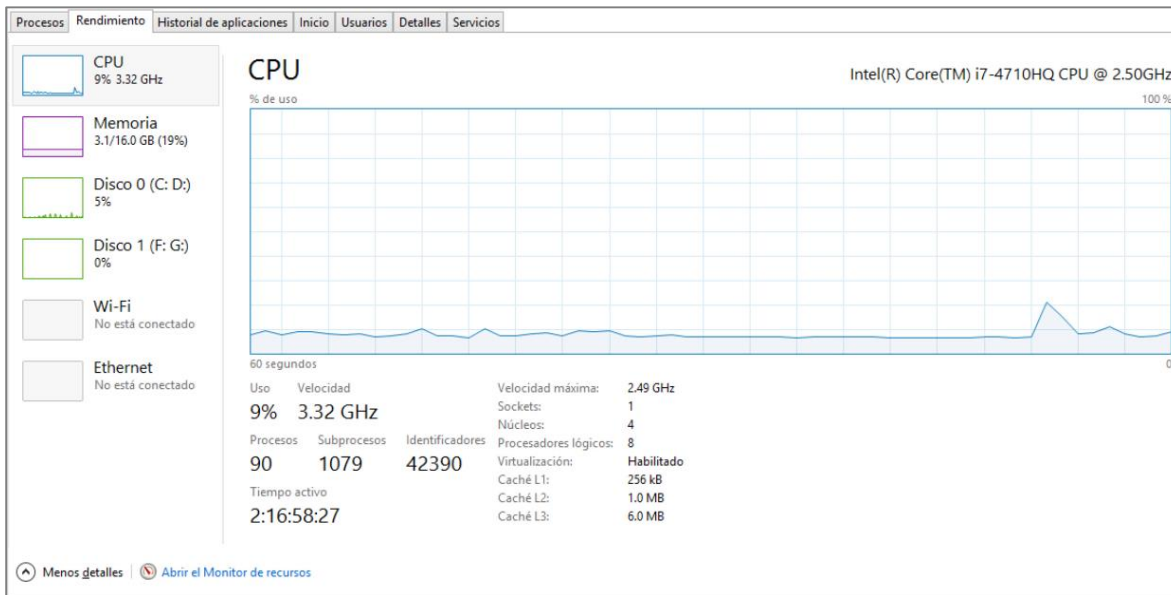 Procesos Rendimiento Historial de aplicaciones Inicio Usuarios Detalles Servicios
CPU
9% 3.32 GHz
Memoria
3.1/16.0 GB (19%)
Disco 0 (C: D:)
5%
Disco 1 (F: G:)
0%
Wi-Fi
No está conectado
Ethernet
No está conectado
CPU
Intel(R) Core(TM) i7-4710HQ CPU @ 2.50GHz
% de uso
100 %
60 segundos
0
Uso Velocidad
9% 3.32 GHz
Procesos Subprocesos Identificadores
90 1079 42390
Tiempo activo
2:16:58:27
Velocidad máxima: 2.49 GHz
Sockets: 1
Núcleos: 4
Procesadores lógicos: 8
Virtualización: Habilitado
Caché L1: 256 kB
Caché L2: 1.0 MB
Caché L3: 6.0 MB
Menos detalles Abrir el Monitor de recursos